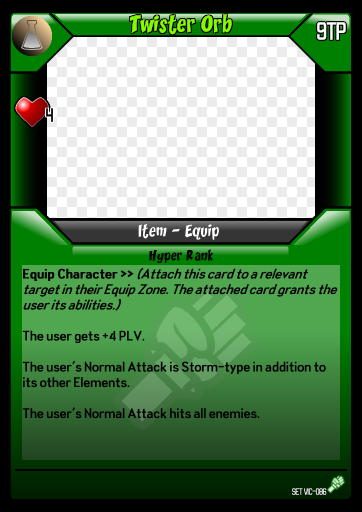 Twister Orb
9TP
4
Item - Equip
Hyper Rank
Equip Character >> (Attach this card to a relevant
target in their Equip Zone. The attached card grants the
user its abilities.)
The user gets +4 PLV.
The user's Normal Attack is Storm-type in addition to
its other Elements.
The user's Normal Attack hits all enemies.
SET VIC-086